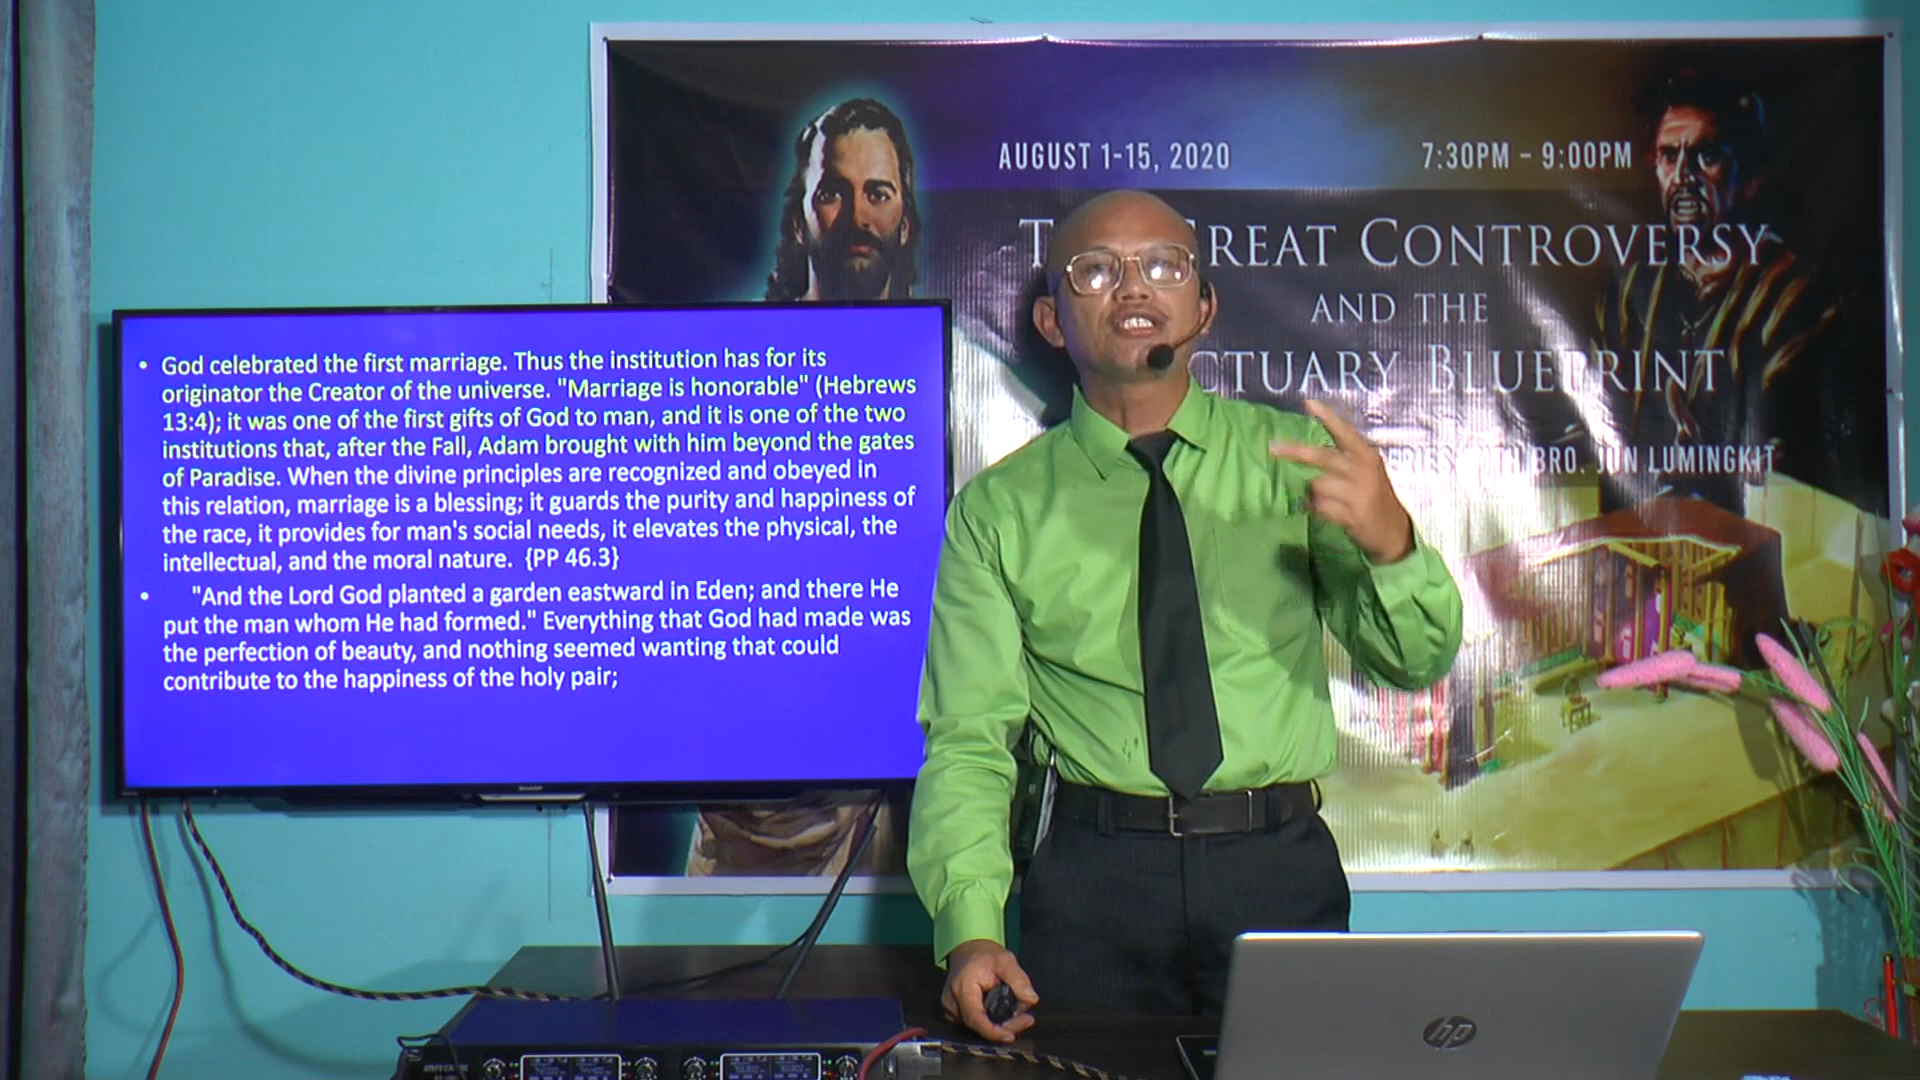 AUGUST 1-15, 2020
7:30PM - 9:00PM
GREAT CONTROVERSY
AND THE
BLUEPRINT
BRO. JUN LUMINGKIT
• God celebrated the first marriage. Thus the institution has for its
originator the Creator of the universe. "Marriage is honorable" (Hebrews
13:4); it was one of the first gifts of God to man, and it is one of the two
institutions that, after the Fall, Adam brought with him beyond the gates
of Paradise. When the divine principles are recognized and obeyed in
this relation, marriage is a blessing; it guards the purity and happiness of
the race, it provides for man's social needs, it elevates the physical, the
intellectual, and the moral nature. {PP 46.3}
• "And the Lord God planted a garden eastward in Eden; and there He
put the man whom He had formed." Everything that God had made was
the perfection of beauty, and nothing seemed wanting that could
contribute to the happiness of the holy pair;
SHARP
hp